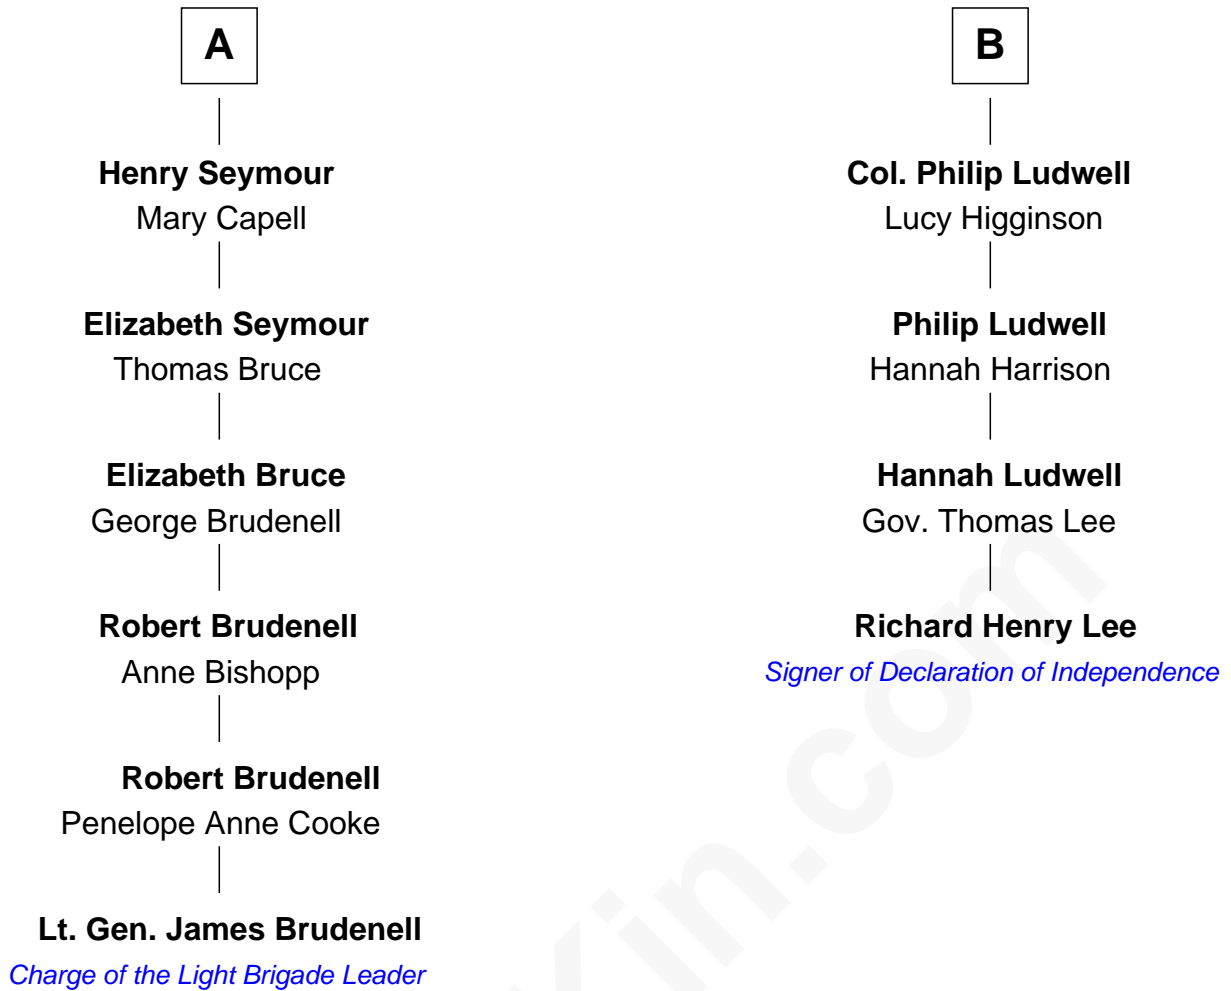 A
Henry Seymour
Mary Capell
Elizabeth Seymour
Thomas Bruce
Elizabeth Bruce
George Brudenell
Robert Brudenell
Anne Bishopp
Robert Brudenell
Penelope Anne Cooke
Lt. Gen. James Brudenell
Charge of the Light Brigade Leader
B
Col. Philip Ludwell
Lucy Higginson
Philip Ludwell
Hannah Harrison
Hannah Ludwell
Gov. Thomas Lee
Richard Henry Lee
Signer of Declaration of Independence
Kin.com